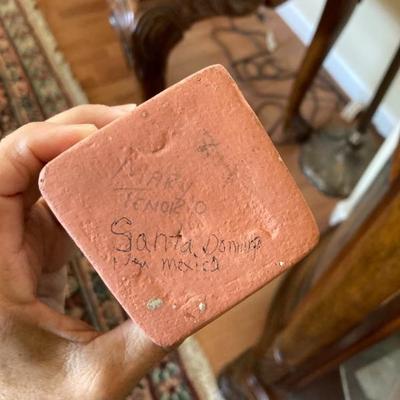 MARY
TENORIO
Santa Domingo
New mexico